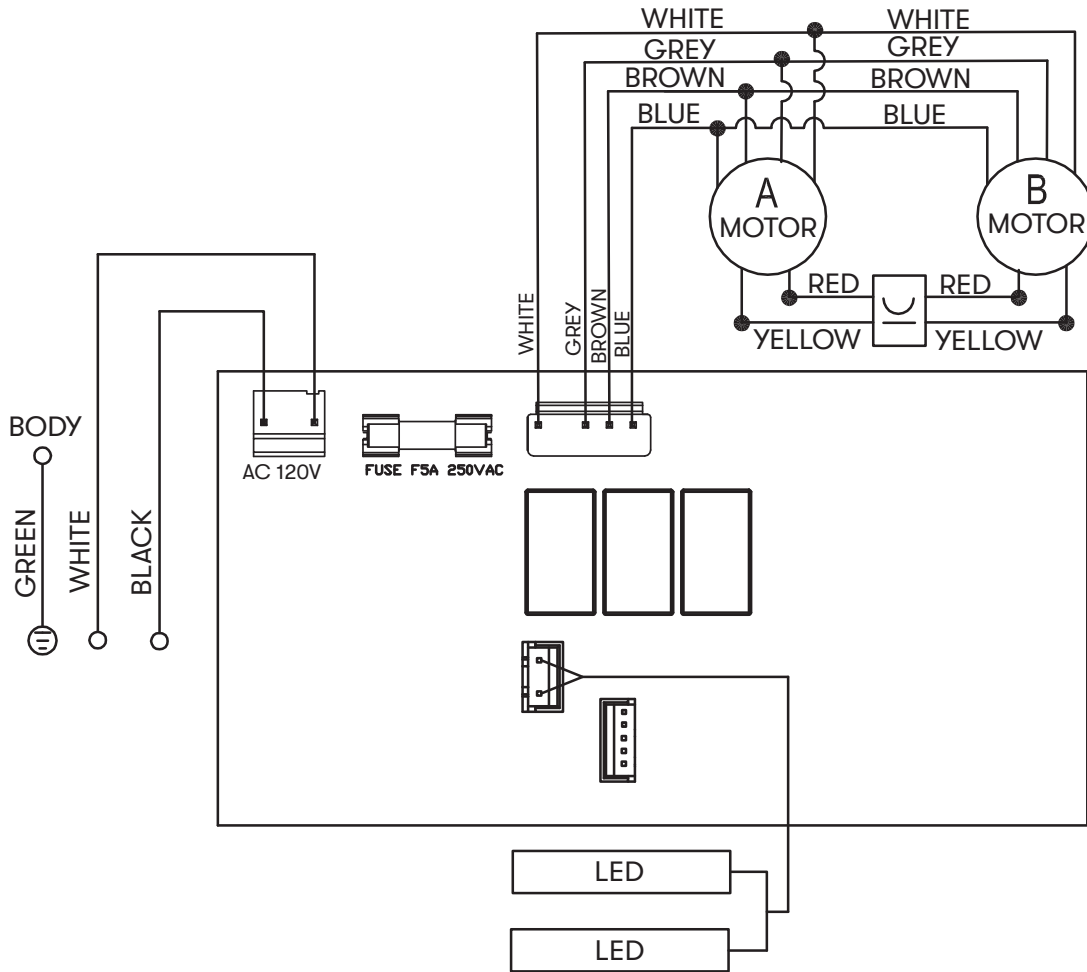 WHITE WHITE
GREY GREY
BROWN BROWN
BLUE BLUE
A
MOTOR
B
MOTOR
RED RED
YELLOW YELLOW
WHITE
GREY
BROWN
BLUE
BODY
GREEN
WHITE
BLACK
AC 120V
FUSE F5A 250VAC
LED
LED